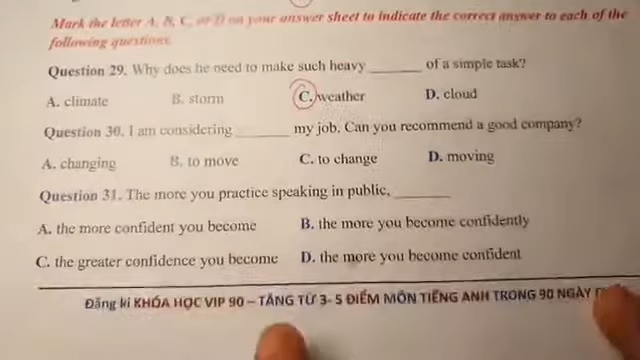 Mark the letter A, B, C, or D on your answer sheet to indicate the correct answer to each of the
following questions.
Question 29. Why does he need to make such heavy ______ of a simple task?
A. climate B. storm C. weather D. cloud
Question 30. I am considering ______ my job. Can you recommend a good company?
A. changing B. to move C. to change D. moving
Question 31. The more you practice speaking in public, ______
A. the more confident you become B. the more you become confidently
C. the greater confidence you become D. the more you become confident
Đăng kí KHÓA HỌC VIP 90 – TĂNG TỪ 3- 5 ĐIỂM MÔN TIẾNG ANH TRONG 90 NGÀY